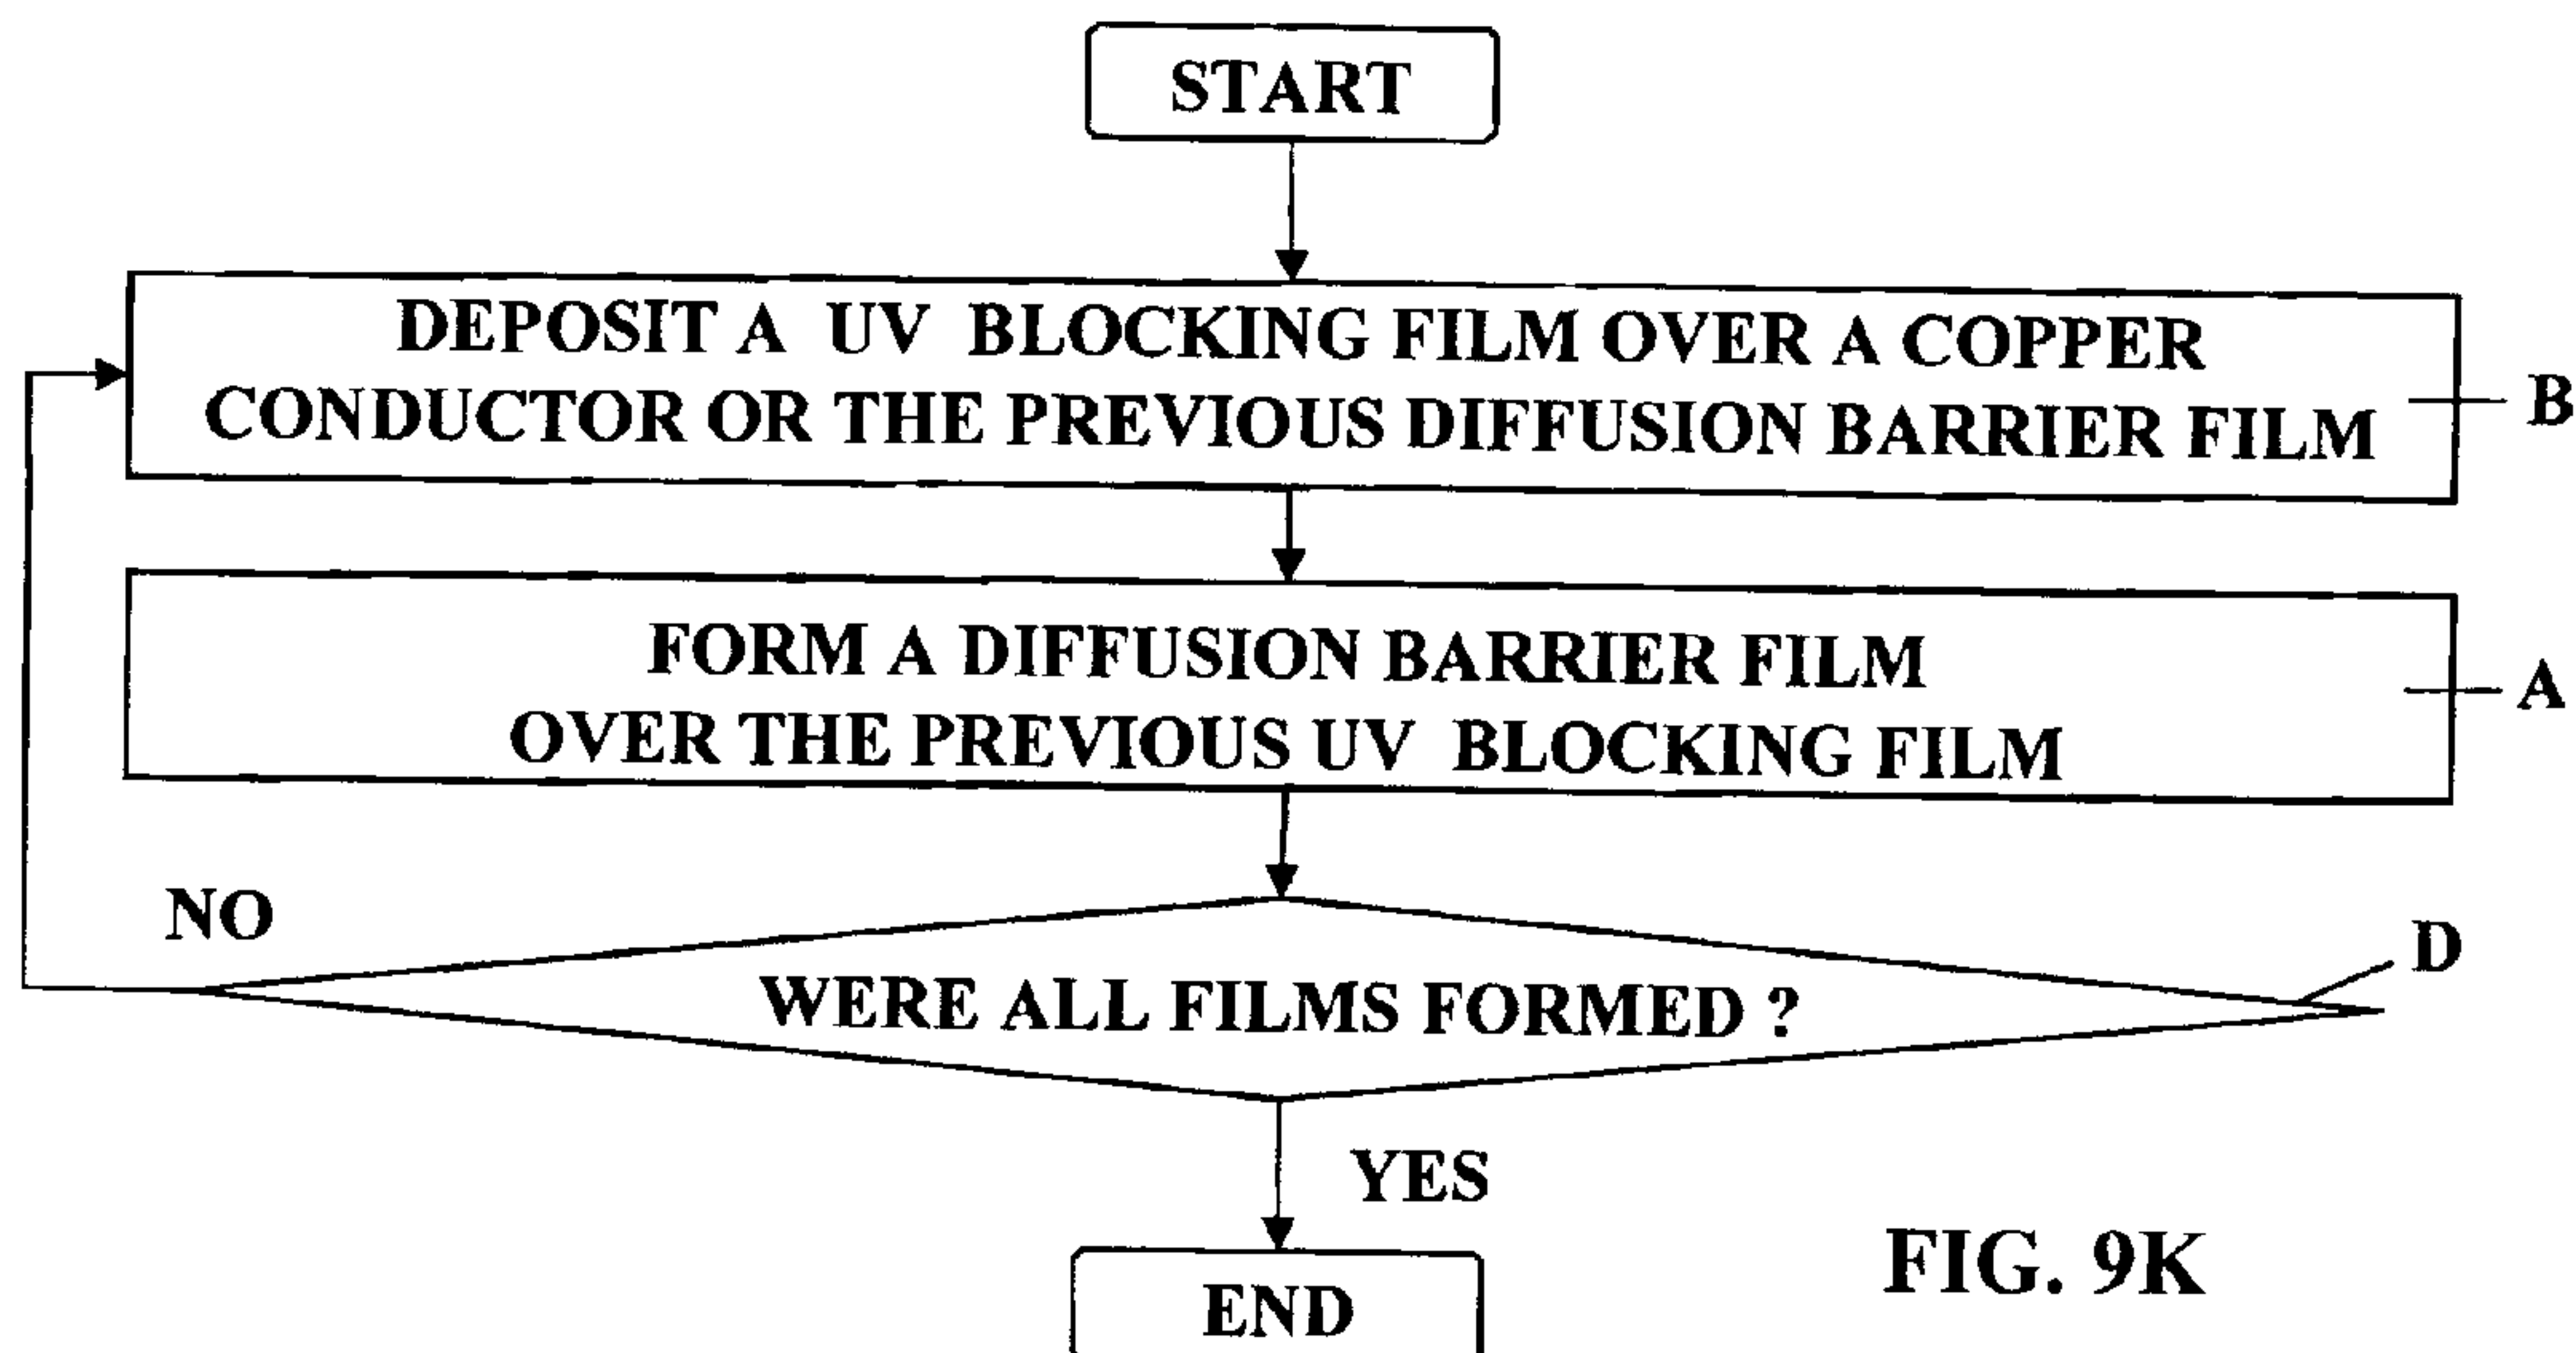 START
DEPOSIT A UV BLOCKING FILM OVER A COPPER
CONDUCTOR OR THE PREVIOUS DIFFUSION BARRIER FILM
B
FORM A DIFFUSION BARRIER FILM
OVER THE PREVIOUS UV BLOCKING FILM
A
NO
WERE ALL FILMS FORMED ?
D
YES
END
FIG. 9K